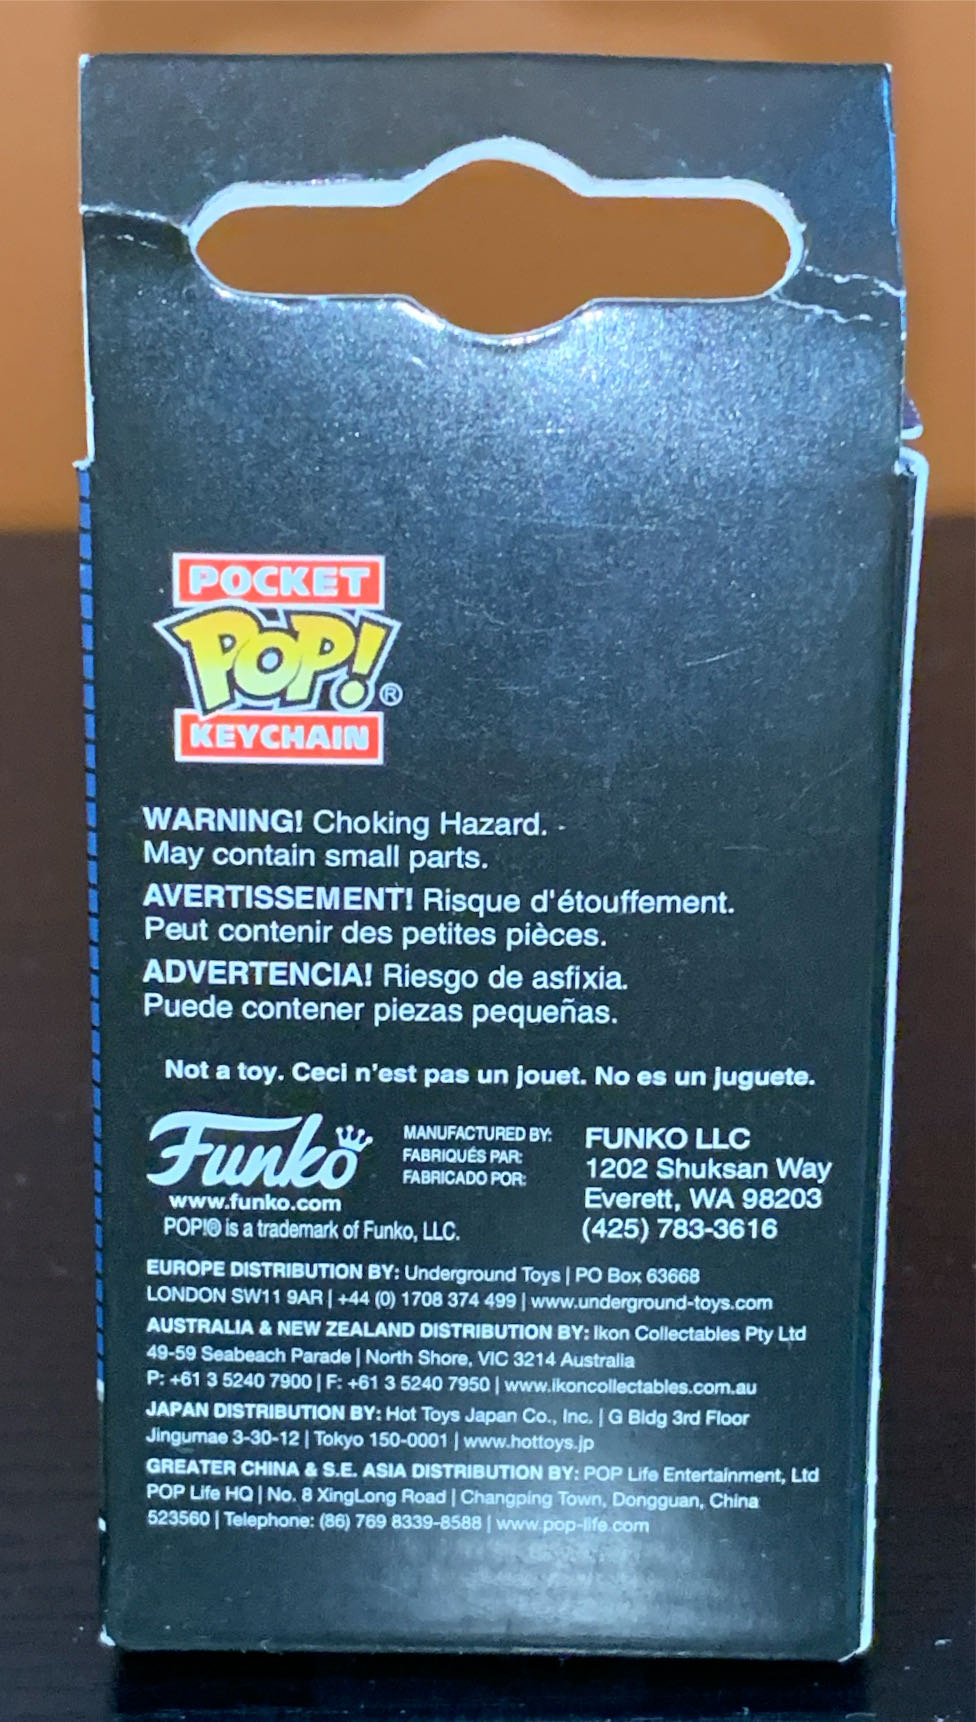 POCKET
POP!®
KEYCHAIN
WARNING! Choking Hazard.
May contain small parts.
AVERTISSEMENT! Risque d'étouffement.
Peut contenir des petites pièces.
ADVERTENCIA! Riesgo de asfixia.
Puede contener piezas pequeñas.
Not a toy. Ceci n'est pas un jouet. No es un juguete.
Funko
www.funko.com
POP!® is a trademark of Funko, LLC.
MANUFACTURED BY:
FABRIQUÉS PAR:
FABRICADO POR:
FUNKO LLC
1202 Shuksan Way
Everett, WA 98203
(425) 783-3616
EUROPE DISTRIBUTION BY: Underground Toys | PO Box 63668
LONDON SW11 9AR | +44 (0) 1708 374 499 | www.underground-toys.com
AUSTRALIA & NEW ZEALAND DISTRIBUTION BY: Ikon Collectables Pty Ltd
49-59 Seabeach Parade | North Shore, VIC 3214 Australia
P: +61 3 5240 7900 | F: +61 3 5240 7950 | www.ikoncollectables.com.au
JAPAN DISTRIBUTION BY: Hot Toys Japan Co., Inc. | G Bldg 3rd Floor
Jingumae 3-30-12 | Tokyo 150-0001 | www.hottoys.jp
GREATER CHINA & S.E. ASIA DISTRIBUTION BY: POP Life Entertainment, Ltd
POP Life HQ | No. 8 XingLong Road | Changping Town, Dongguan, China
523560 | Telephone: (86) 769 8339-8588 | www.pop-life.com